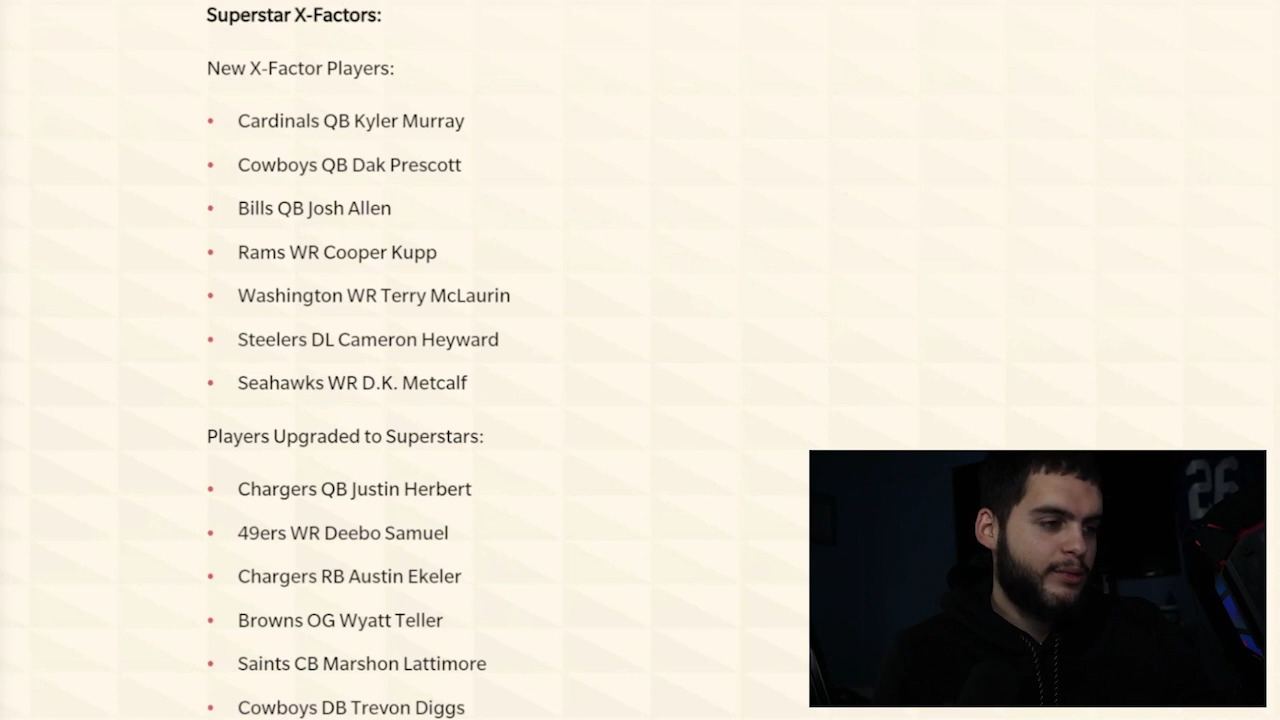 Superstar X-Factors:
New X-Factor Players:
• Cardinals QB Kyler Murray
• Cowboys QB Dak Prescott
• Bills QB Josh Allen
• Rams WR Cooper Kupp
• Washington WR Terry McLaurin
• Steelers DL Cameron Heyward
• Seahawks WR D.K. Metcalf
Players Upgraded to Superstars:
• Chargers QB Justin Herbert
• 49ers WR Deebo Samuel
• Chargers RB Austin Ekeler
• Browns OG Wyatt Teller
• Saints CB Marshon Lattimore
• Cowboys DB Trevon Diggs
26